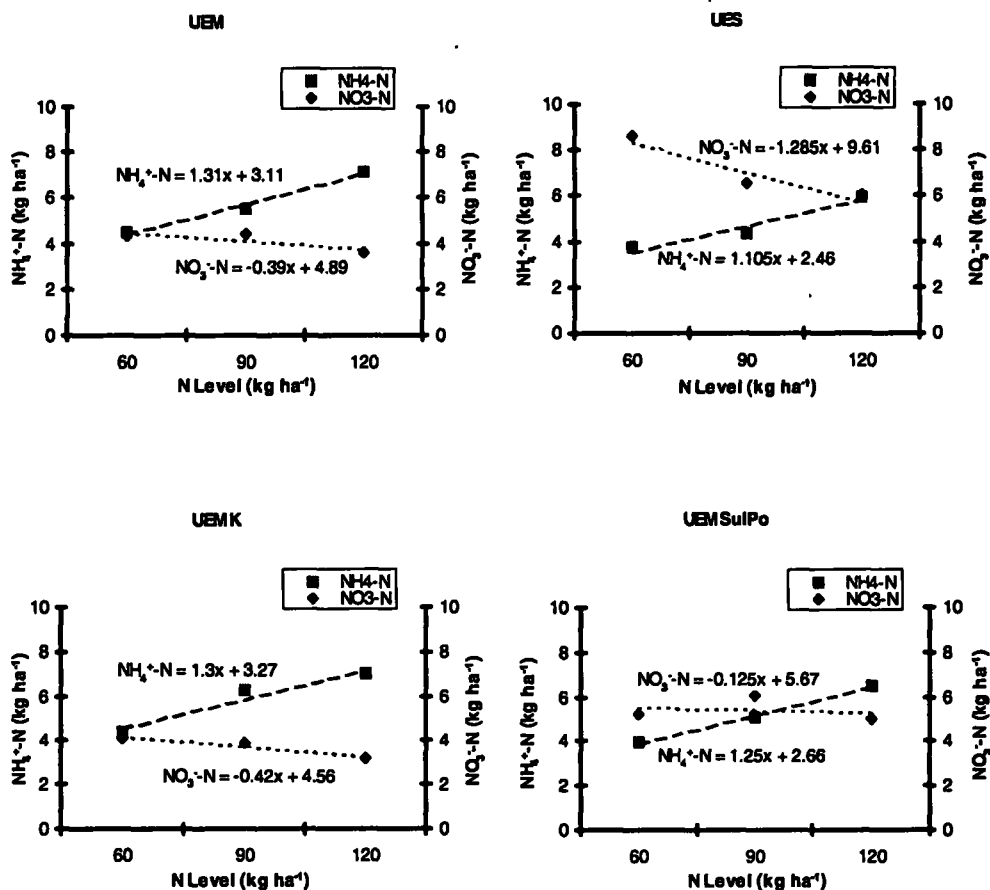 UEM
NH4-N
NO3-N
10
8
6
4
2
0
10
8
6
4
2
0
NH₄⁺-N (kg ha⁻¹)
NO₃⁻-N (kg ha⁻¹)
NH₄⁺-N = 1.31x + 3.11
NO₃⁻-N = -0.39x + 4.89
60 90 120
N Level (kg ha⁻¹)
UES
NH4-N
NO3-N
10
8
6
4
2
0
10
8
6
4
2
0
NH₄⁺-N (kg ha⁻¹)
NO₃⁻-N (kg ha⁻¹)
NO₃⁻-N = -1.285x + 9.61
NH₄⁺-N = 1.105x + 2.46
60 90 120
N Level (kg ha⁻¹)
UEMK
NH4-N
NO3-N
10
8
6
4
2
0
10
8
6
4
2
0
NH₄⁺-N (kg ha⁻¹)
NO₃⁻-N (kg ha⁻¹)
NH₄⁺-N = 1.3x + 3.27
NO₃⁻-N = -0.42x + 4.56
60 90 120
N Level (kg ha⁻¹)
UEMSulPo
NH4-N
NO3-N
10
8
6
4
2
0
10
8
6
4
2
0
NH₄⁺-N (kg ha⁻¹)
NO₃⁻-N (kg ha⁻¹)
NO₃⁻-N = -0.125x + 5.67
NH₄⁺-N = 1.25x + 2.66
60 90 120
N Level (kg ha⁻¹)